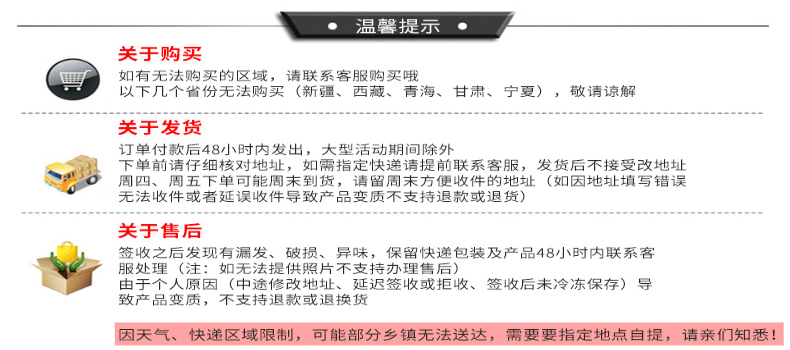 温馨提示
关于购买
如有无法购买的区域，请联系客服购买哦
以下几个省份无法购买（新疆、西藏、青海、甘肃、宁夏），敬请谅解
关于发货
订单付款后48小时内发出，大型活动期间除外
下单前请仔细核对地址，如需指定快递请提前联系客服，发货后不接受改地址
周四、周五下单可能周末到货，请留周末方便收件的地址（如因地址填写错误
无法收件或者延误收件导致产品变质不支持退款或退货）
关于售后
签收之后发现有漏发、破损、异味，保留快递包装及产品48小时内联系客
服处理（注：如无法提供照片不支持办理售后）
由于个人原因（中途修改地址、延迟签收或拒收、签收后未冷冻保存）导
致产品变质，不支持退款或退换货
因天气、快递区域限制，可能部分乡镇无法送达，需要要指定地点自提，请亲们知悉！